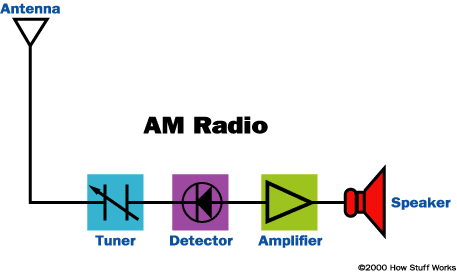 Antenna
AM Radio
Tuner
Detector
Amplifier
Speaker
©2000 How Stuff Works